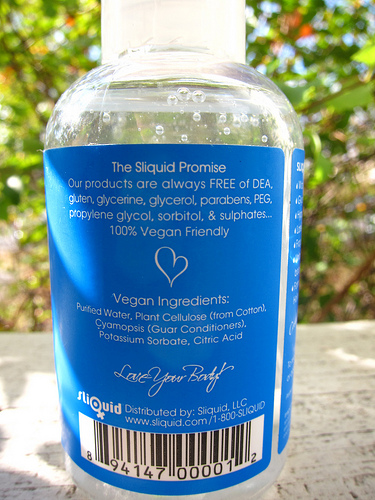 The Sliquid Promise
Our products are always FREE of DEA,
gluten, glycerine, glycerol, parabens, PEG,
propylene glycol, sorbitol, & sulphates...
100% Vegan Friendly
Vegan Ingredients:
Purified Water, Plant Cellulose (from Cotton),
Cyamopsis (Guar Conditioners),
Potassium Sorbate, Citric Acid
Love Your Body!
sliquid Distributed by: Sliquid, LLC
www.sliquid.com/1-800-SLIQUID
8 94147 00001 2